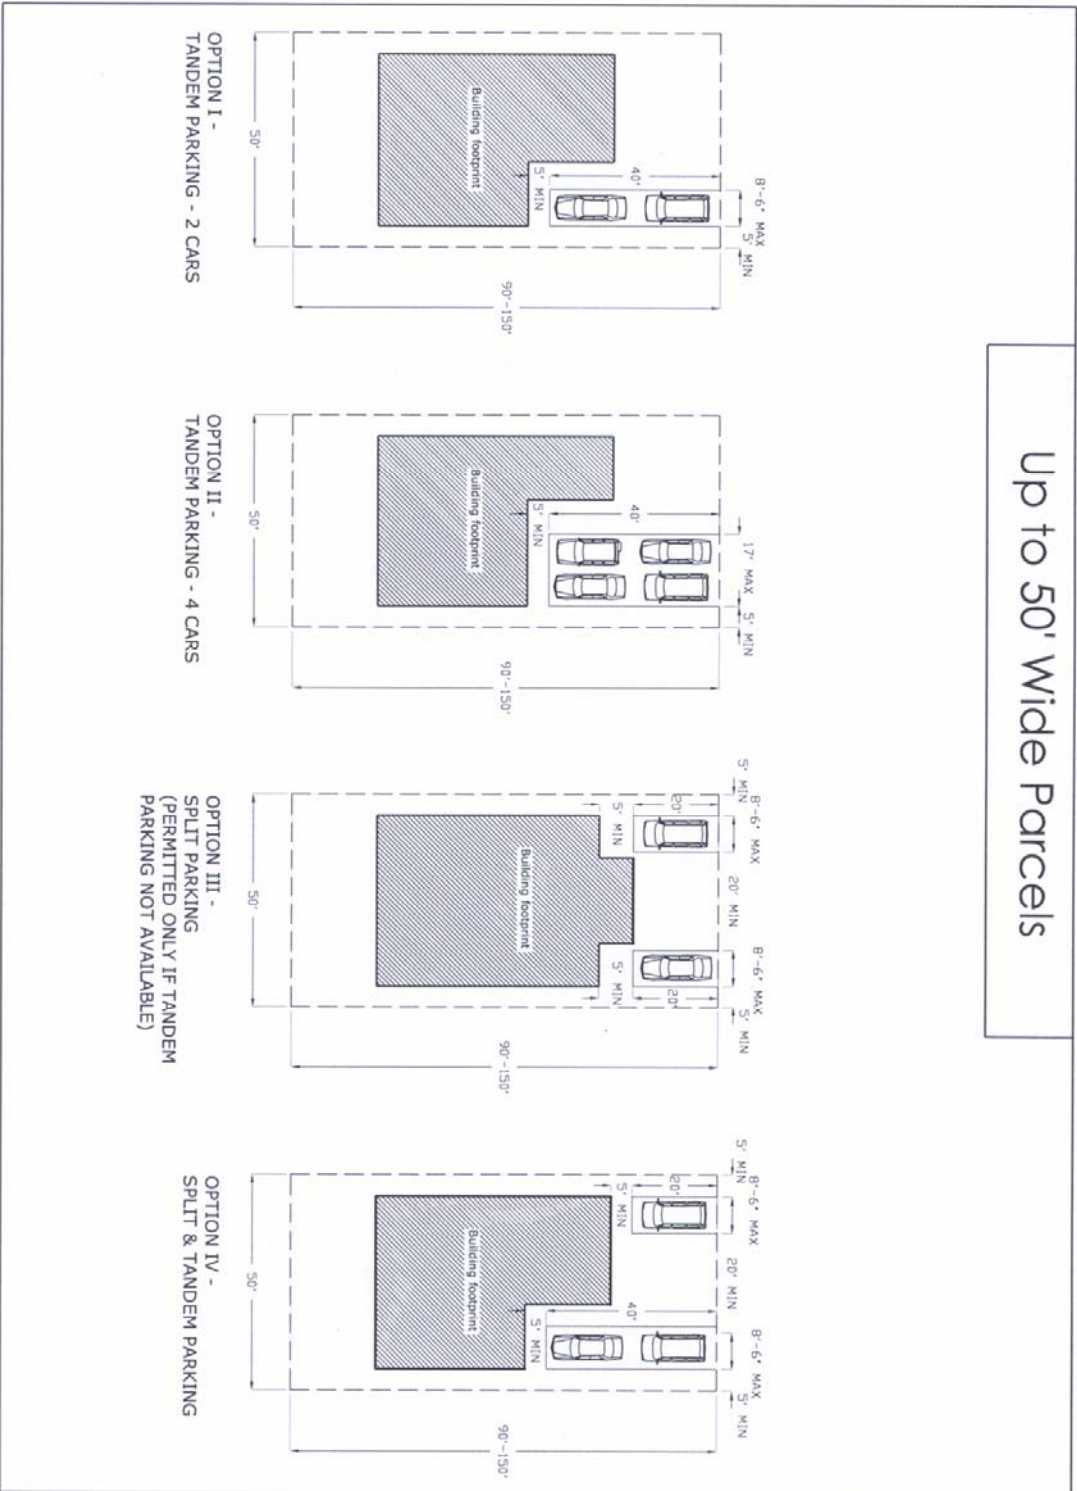 Up to 50' Wide Parcels
8'-6" MAX
5' MIN
40'
5' MIN
Building footprint
90'-150'
50'
OPTION I -
TANDEM PARKING - 2 CARS
17' MAX
5' MIN
40'
5' MIN
Building footprint
90'-150'
50'
OPTION II -
TANDEM PARKING - 4 CARS
5' MIN
8'-6" MAX
20' MIN
8'-6" MAX
5' MIN
20'
20'
5' MIN
5' MIN
Building footprint
90'-150'
50'
OPTION III -
SPLIT PARKING
(PERMITTED ONLY IF TANDEM
PARKING NOT AVAILABLE)
5' MIN
8'-6" MAX
20' MIN
8'-6" MAX
5' MIN
20'
5' MIN
40'
5' MIN
Building footprint
90'-150'
50'
OPTION IV -
SPLIT & TANDEM PARKING